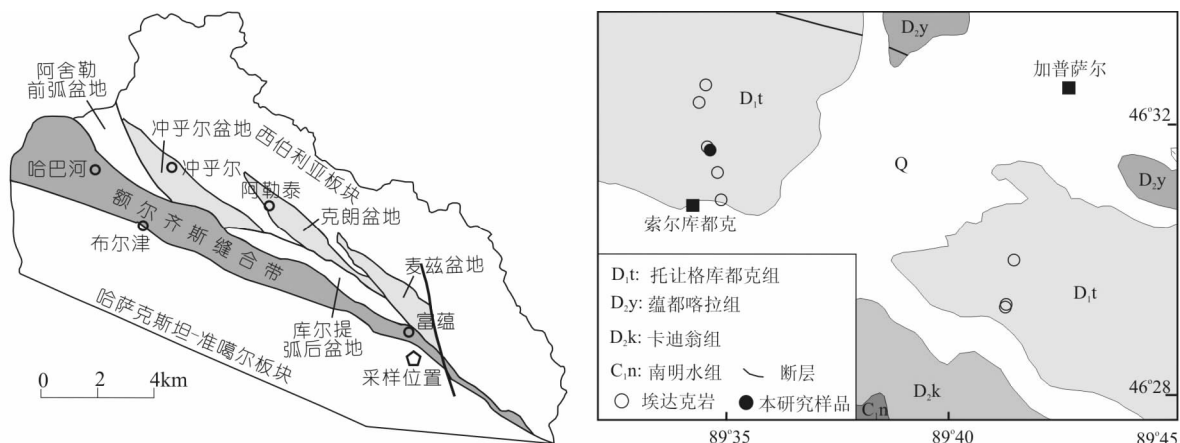 阿舍勒
前弧盆地
冲乎尔盆地
西伯利亚板块
哈巴河
冲乎尔
阿勒泰
克朗盆地
额尔齐斯缝合带
布尔津
麦兹盆地
哈萨克斯坦-准噶尔板块
库尔提
弧后盆地
富蕴
采样位置
0 2 4km
D₂y
加普萨尔
D₁t
46°32
Q
D₂y
索尔库都克
D₁t: 托让格库都克组
D₂y: 蕴都喀拉组
D₂k: 卡迪翁组
C₁n: 南明水组 断层
埃达克岩 本研究样品
D₁t
D₂k
C₁n
46°28
89°35 89°40 89°45